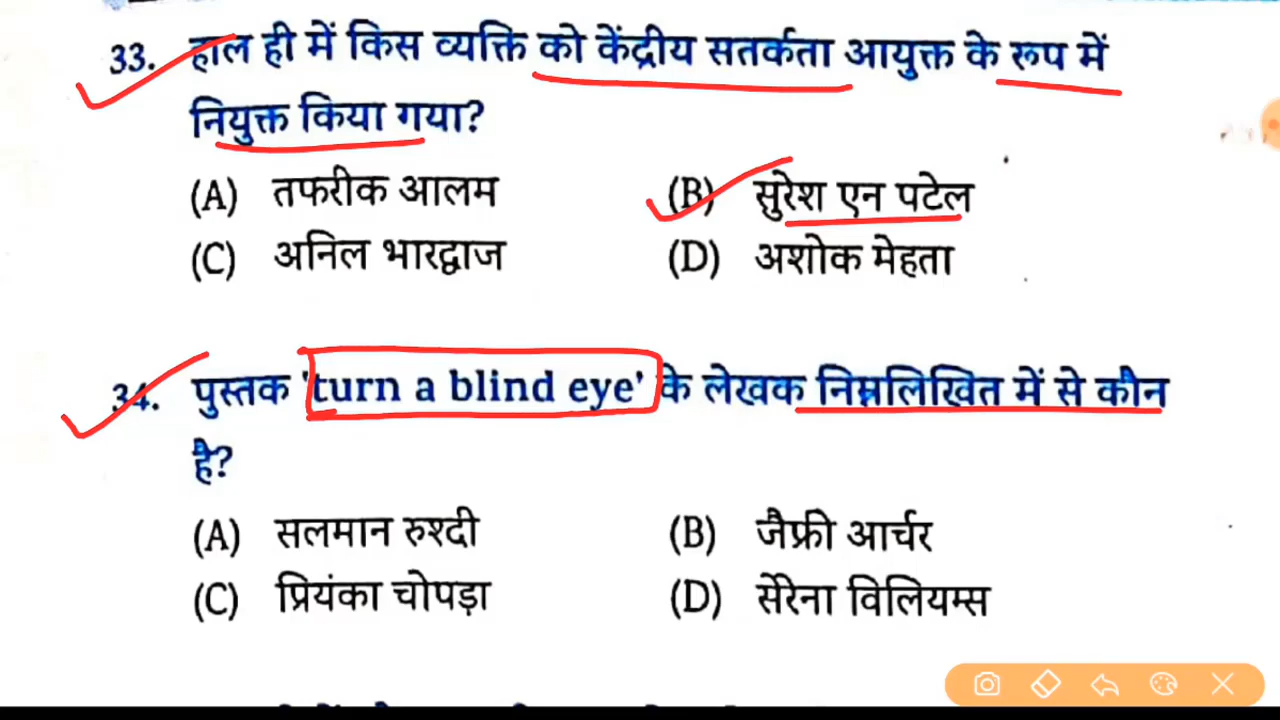 33. हाल ही में किस व्यक्ति को केंद्रीय सतर्कता आयुक्त के रूप में
नियुक्त किया गया?
(A) तफरीक आलम (B) सुरेश एन पटेल
(C) अनिल भारद्वाज (D) अशोक मेहता
34. पुस्तक 'turn a blind eye' के लेखक निम्नलिखित में से कौन
है?
(A) सलमान रुश्दी (B) जैफ्री आर्चर
(C) प्रियंका चोपड़ा (D) सेरेना विलियम्स